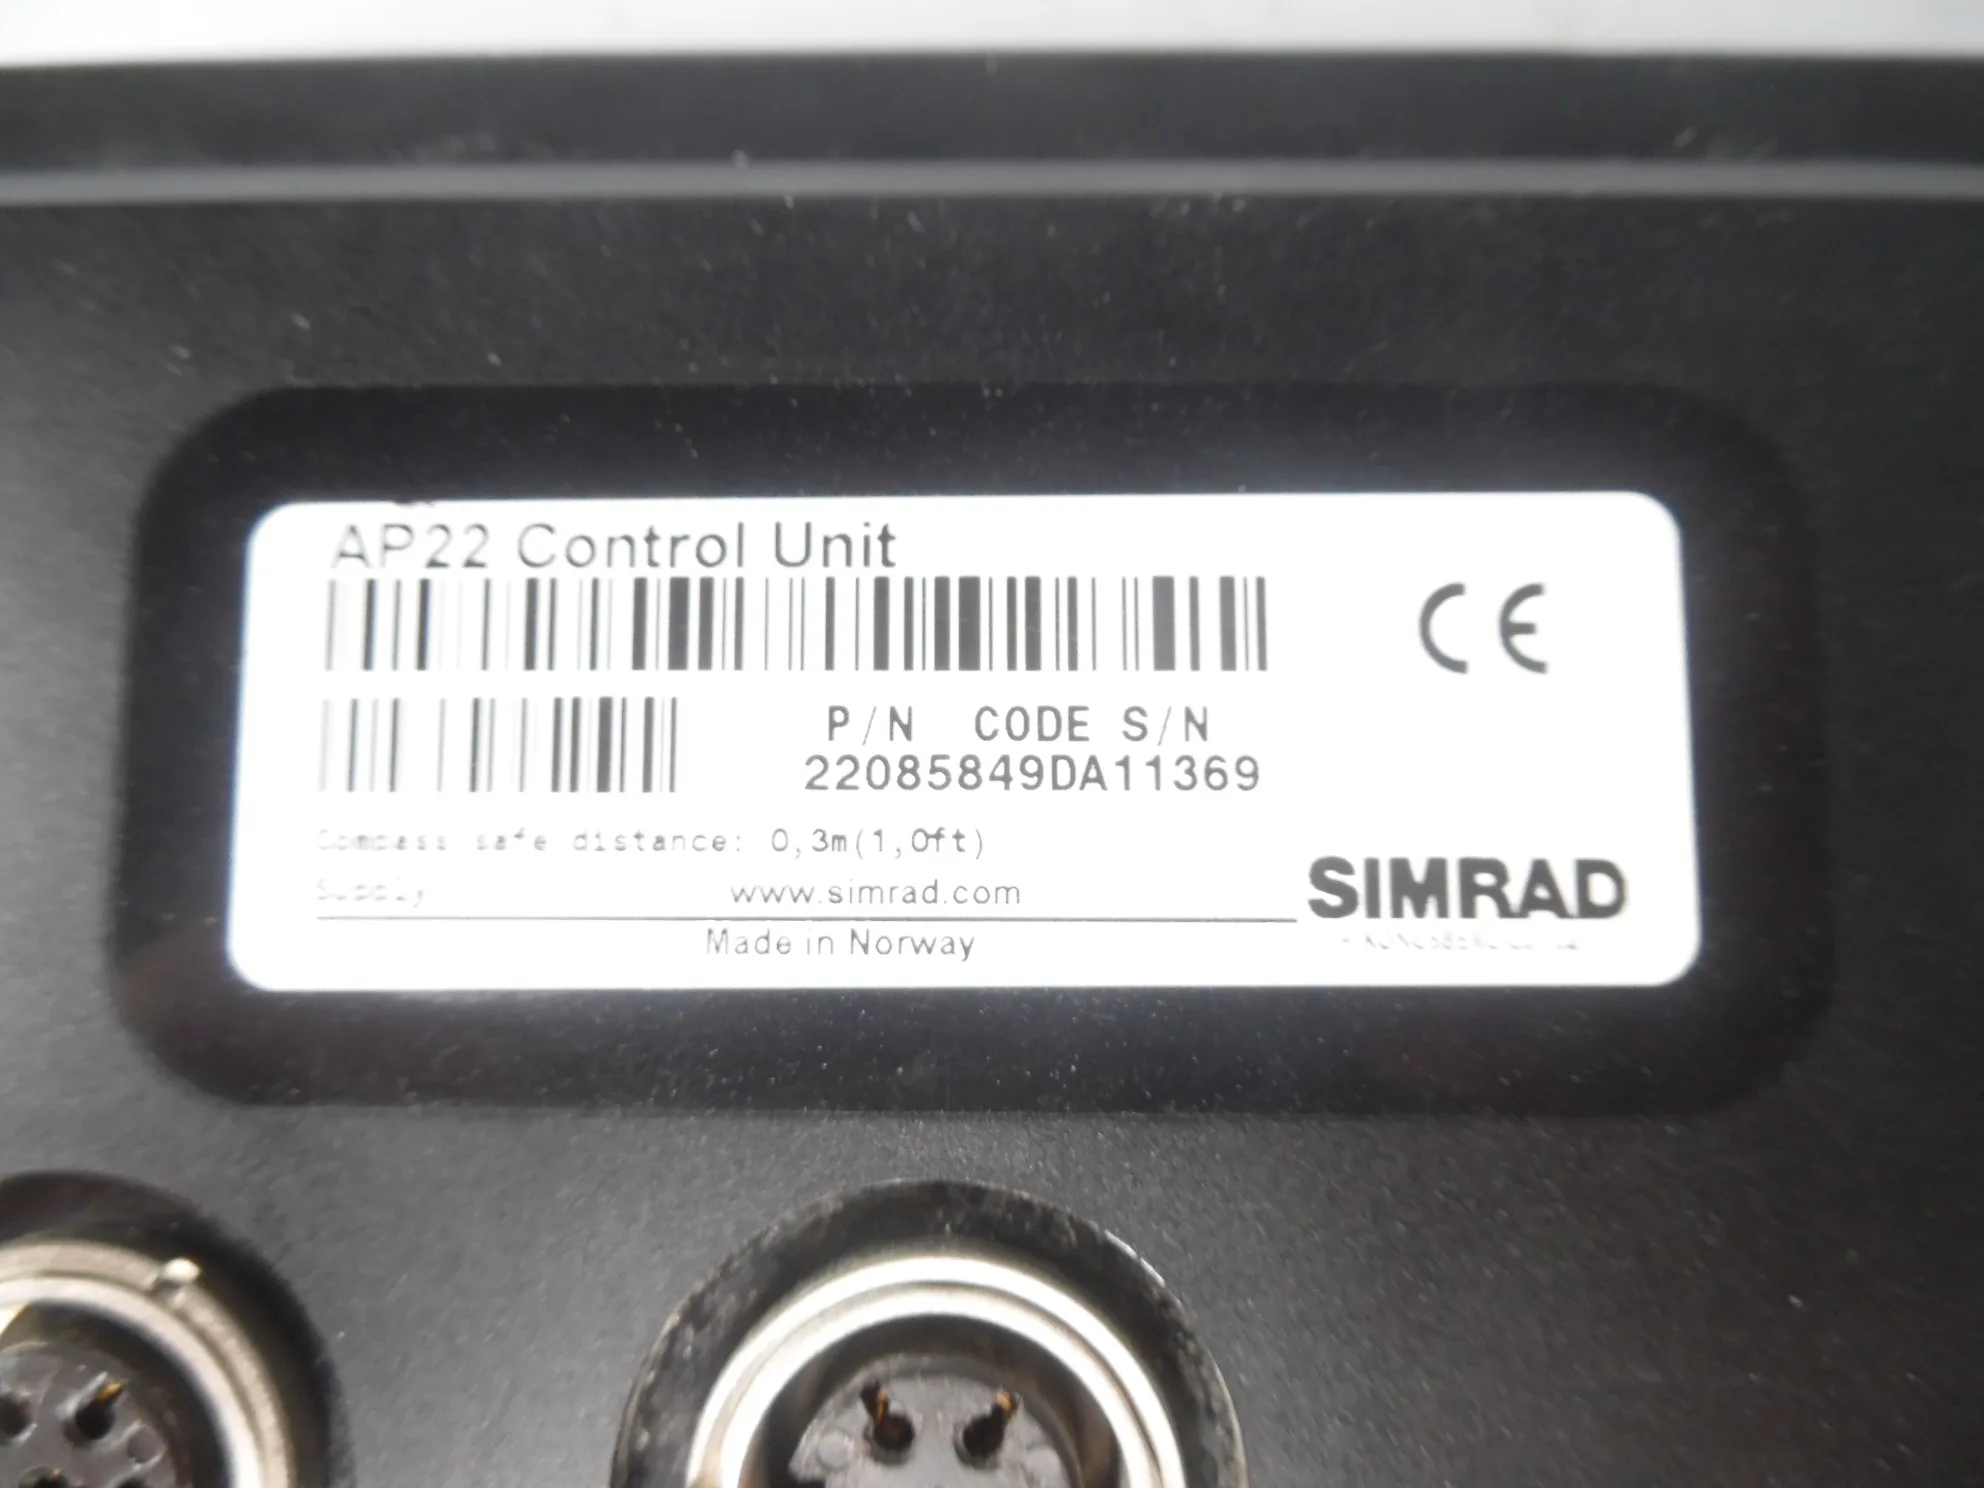 AP22 Control Unit
CE
P/N CODE S/N
22085849DA11369
Compass safe distance: 0,3m(1,0ft)
Supply
www.simrad.com
SIMRAD
Made in Norway